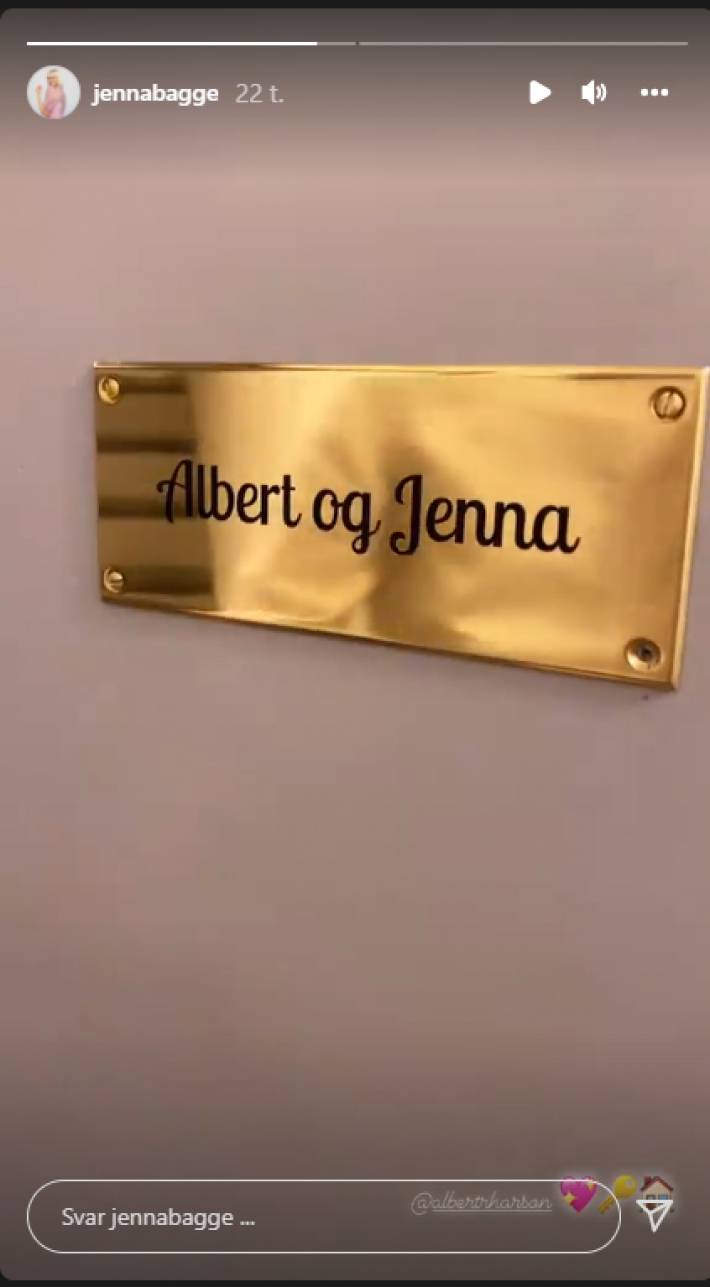 jennabagge 22 t.
Albert og Jenna
@albertrharson
Svar jennabagge ...